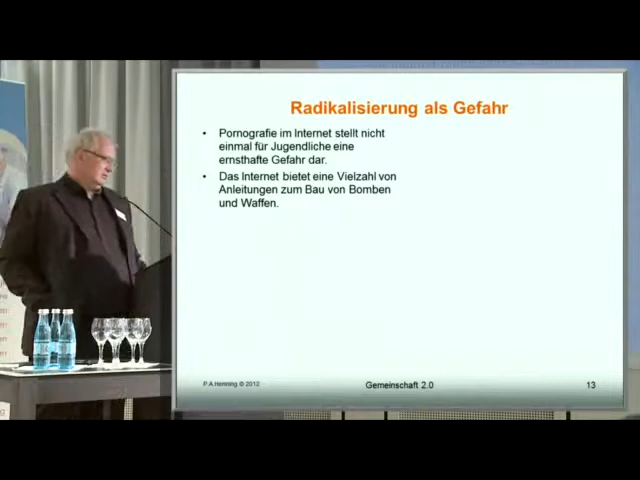 Radikalisierung als Gefahr
• Pornografie im Internet stellt nicht
einmal für Jugendliche eine
ernsthafte Gefahr dar.
• Das Internet bietet eine Vielzahl von
Anleitungen zum Bau von Bomben
und Waffen.
P.A.Henning © 2012
Gemeinschaft 2.0
13